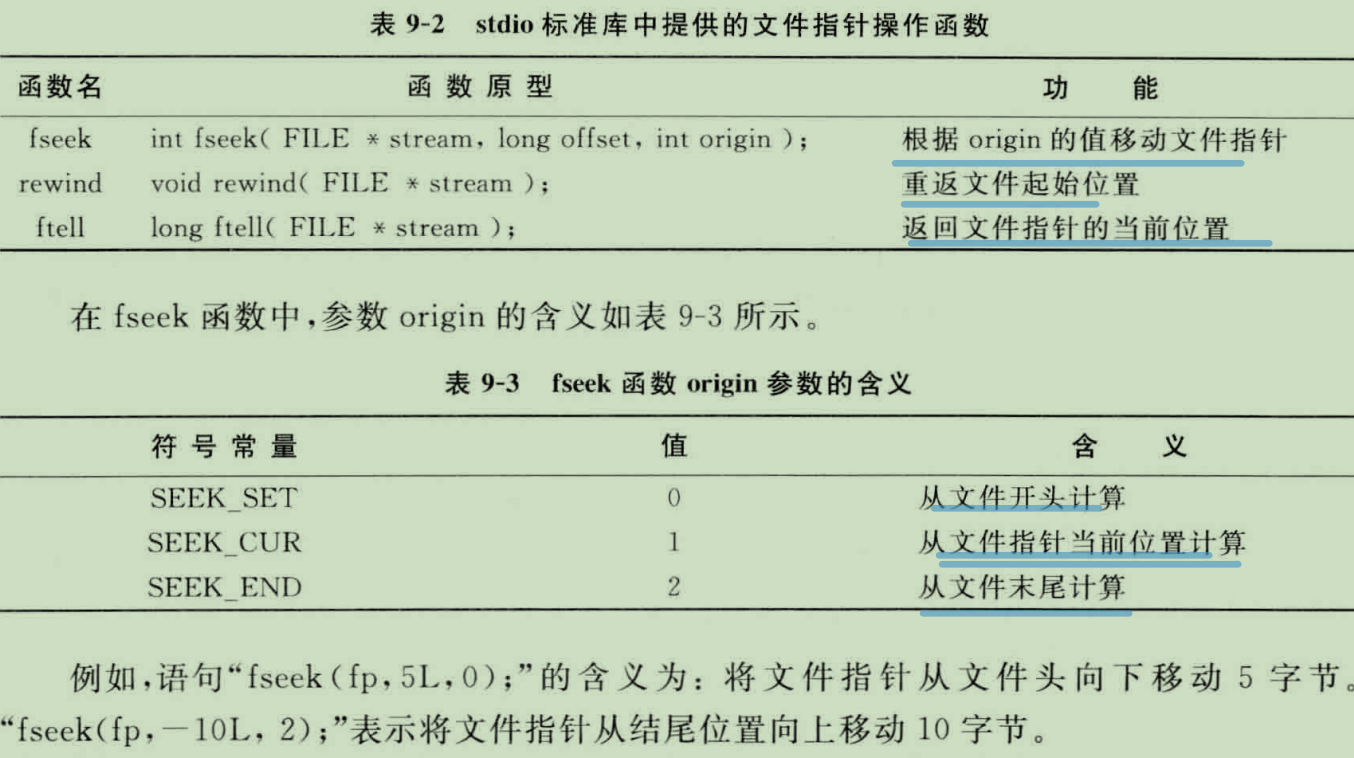 表 9-2 stdio 标准库中提供的文件指针操作函数
函数名 函数原型 功能
fseek int fseek( FILE * stream, long offset, int origin ); 根据 origin 的值移动文件指针
rewind void rewind( FILE * stream ); 重返文件起始位置
ftell long ftell( FILE * stream ); 返回文件指针的当前位置
在 fseek 函数中,参数 origin 的含义如表 9-3 所示。
表 9-3 fseek 函数 origin 参数的含义
符号常量 值 含义
SEEK_SET 0 从文件开头计算
SEEK_CUR 1 从文件指针当前位置计算
SEEK_END 2 从文件末尾计算
例如,语句“fseek(fp,5L,0);”的含义为: 将文件指针从文件头向下移动 5 字节。
“fseek(fp,-10L, 2);”表示将文件指针从结尾位置向上移动 10 字节。